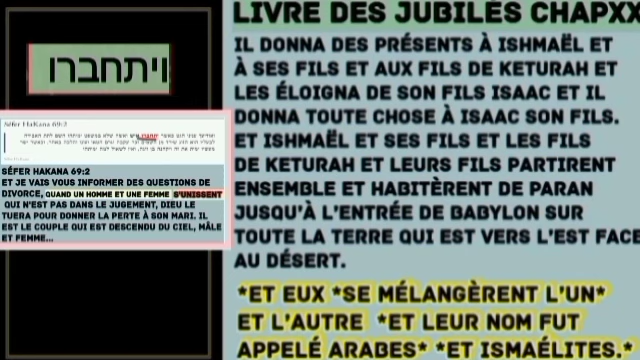 ויתחברו
Séfer HaKana 69:2
SÉFER HAKANA 69:2
ET JE VAIS VOUS INFORMER DES QUESTIONS DE
DIVORCE, QUAND UN HOMME ET UNE FEMME S'UNISSENT
QUI N'EST PAS DANS LE JUGEMENT, DIEU LE
TUERA POUR DONNER LA PERTE À SON MARI. IL
EST LE COUPLE QUI EST DESCENDU DU CIEL, MÂLE
ET FEMME...
LIVRE DES JUBILÉS CHAPXX
IL DONNA DES PRÉSENTS À ISHMAËL ET
À SES FILS ET AUX FILS DE KETURAH ET
LES ÉLOIGNA DE SON FILS ISAAC ET IL
DONNA TOUTE CHOSE À ISAAC SON FILS.
ET ISHMAËL ET SES FILS ET LES FILS
DE KETURAH ET LEURS FILS PARTIRENT
ENSEMBLE ET HABITÈRENT DE PARAN
JUSQU'À L'ENTRÉE DE BABYLON SUR
TOUTE LA TERRE QUI EST VERS L'EST FACE
AU DÉSERT.
*ET EUX *SE MÉLANGÈRENT L'UN*
ET L'AUTRE *ET LEUR NOM FUT
APPELÉ ARABES* *ET ISMAÉLITES.*